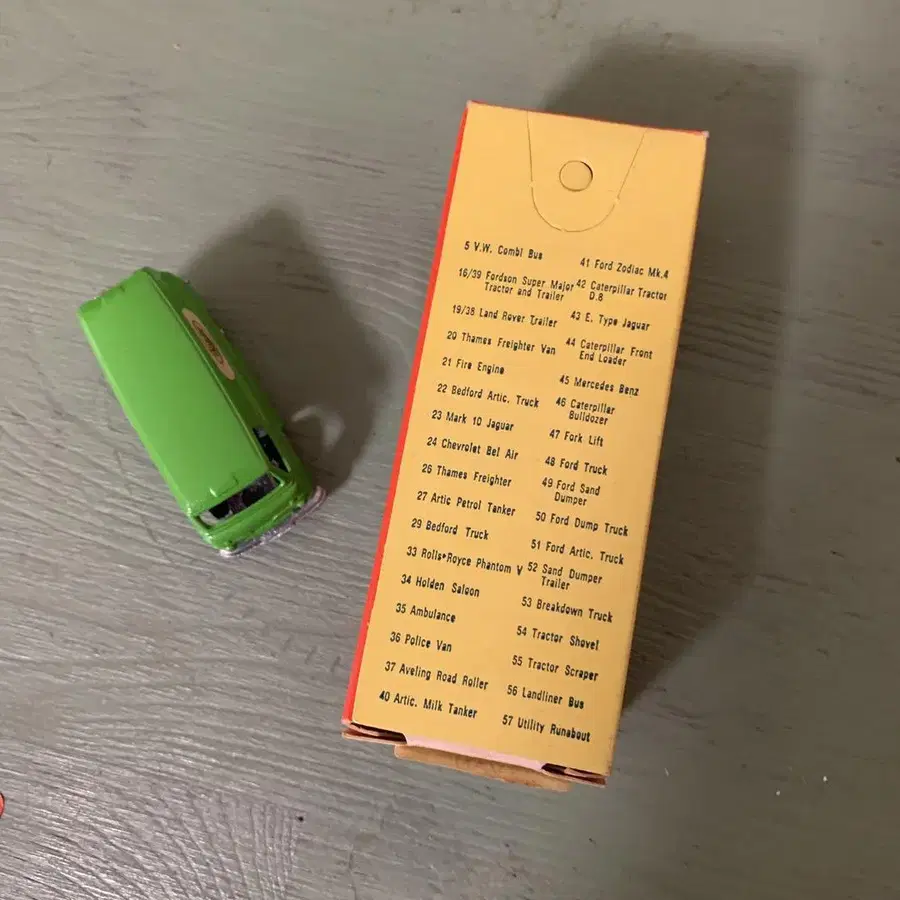 5 V.W. Combi Bus
16/39 Fordson Super Major
Tractor and Trailer
19/38 Land Rover Trailer
20 Thames Freighter Van
21 Fire Engine
22 Bedford Artic. Truck
23 Mark 10 Jaguar
24 Chevrolet Bel Air
26 Thames Freighter
27 Artic Petrol Tanker
29 Bedford Truck
33 Rolls-Royce Phantom V
34 Holden Saloon
35 Ambulance
36 Police Van
37 Aveling Road Roller
40 Artic. Milk Tanker
41 Ford Zodiac Mk.4
42 Caterpillar Tractor
D.8
43 E. Type Jaguar
44 Caterpillar Front
End Loader
45 Mercedes Benz
46 Caterpillar
Bulldozer
47 Fork Lift
48 Ford Truck
49 Ford Sand
Dumper
50 Ford Dump Truck
51 Ford Artic. Truck
52 Sand Dumper
Trailer
53 Breakdown Truck
54 Tractor Shovel
55 Tractor Scraper
56 Landliner Bus
57 Utility Runabout